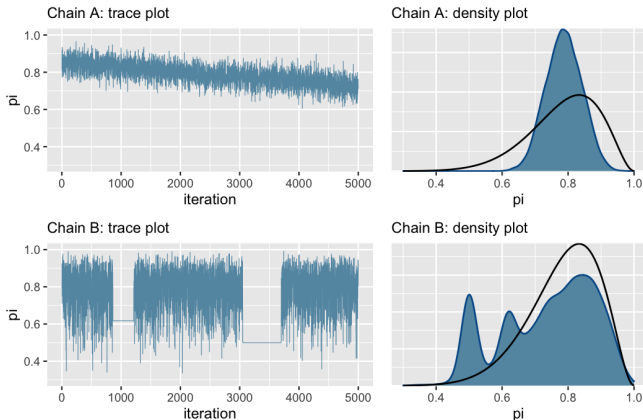 Chain A: trace plot
Chain A: density plot
1.0
0.8
0.6
0.4
pi
0 1000 2000 3000 4000 5000
iteration
0.4 0.6 0.8 1.0
pi
Chain B: trace plot
Chain B: density plot
1.0
0.8
0.6
0.4
pi
0 1000 2000 3000 4000 5000
iteration
0.4 0.6 0.8 1.0
pi